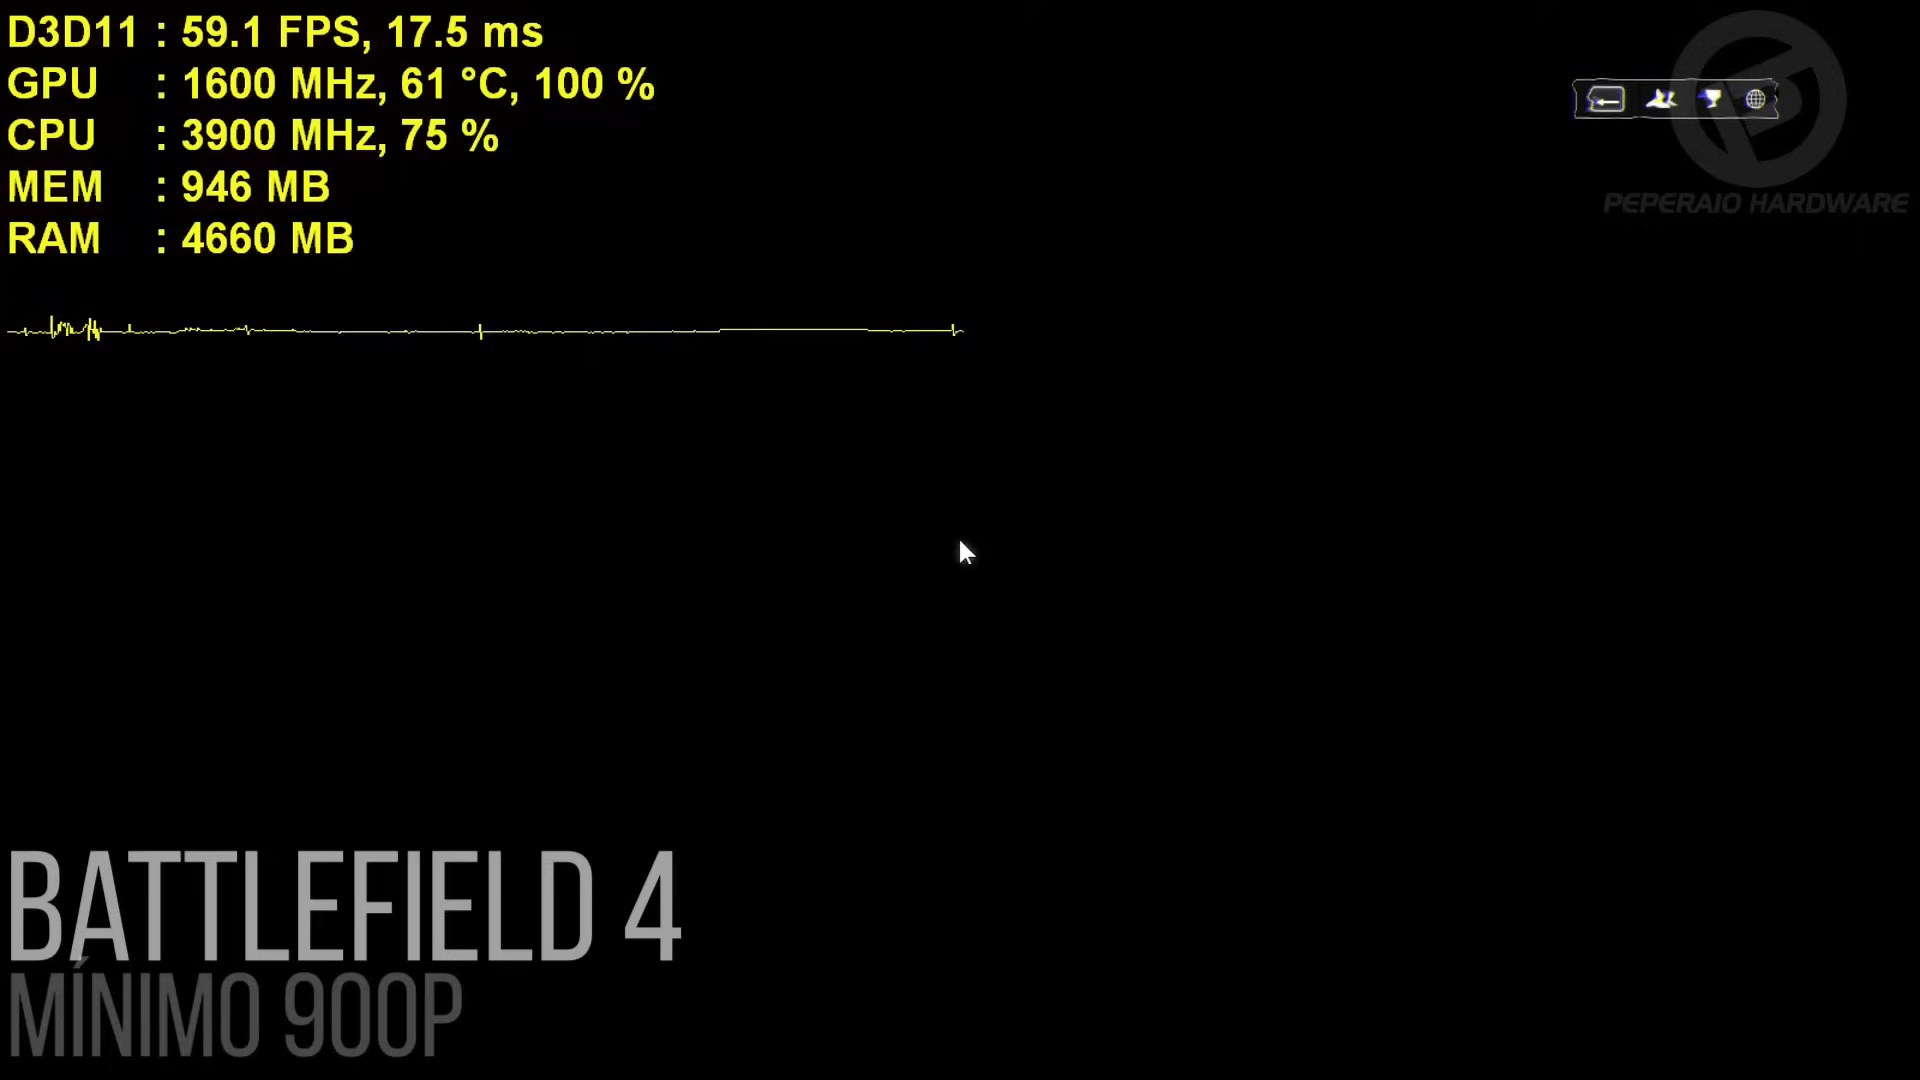 D3D11 : 59.1 FPS, 17.5 ms
GPU : 1600 MHz, 61 °C, 100 %
CPU : 3900 MHz, 75 %
MEM : 946 MB
RAM : 4660 MB
PEPERAIO HARDWARE
BATTLEFIELD 4
MÍNIMO 900P